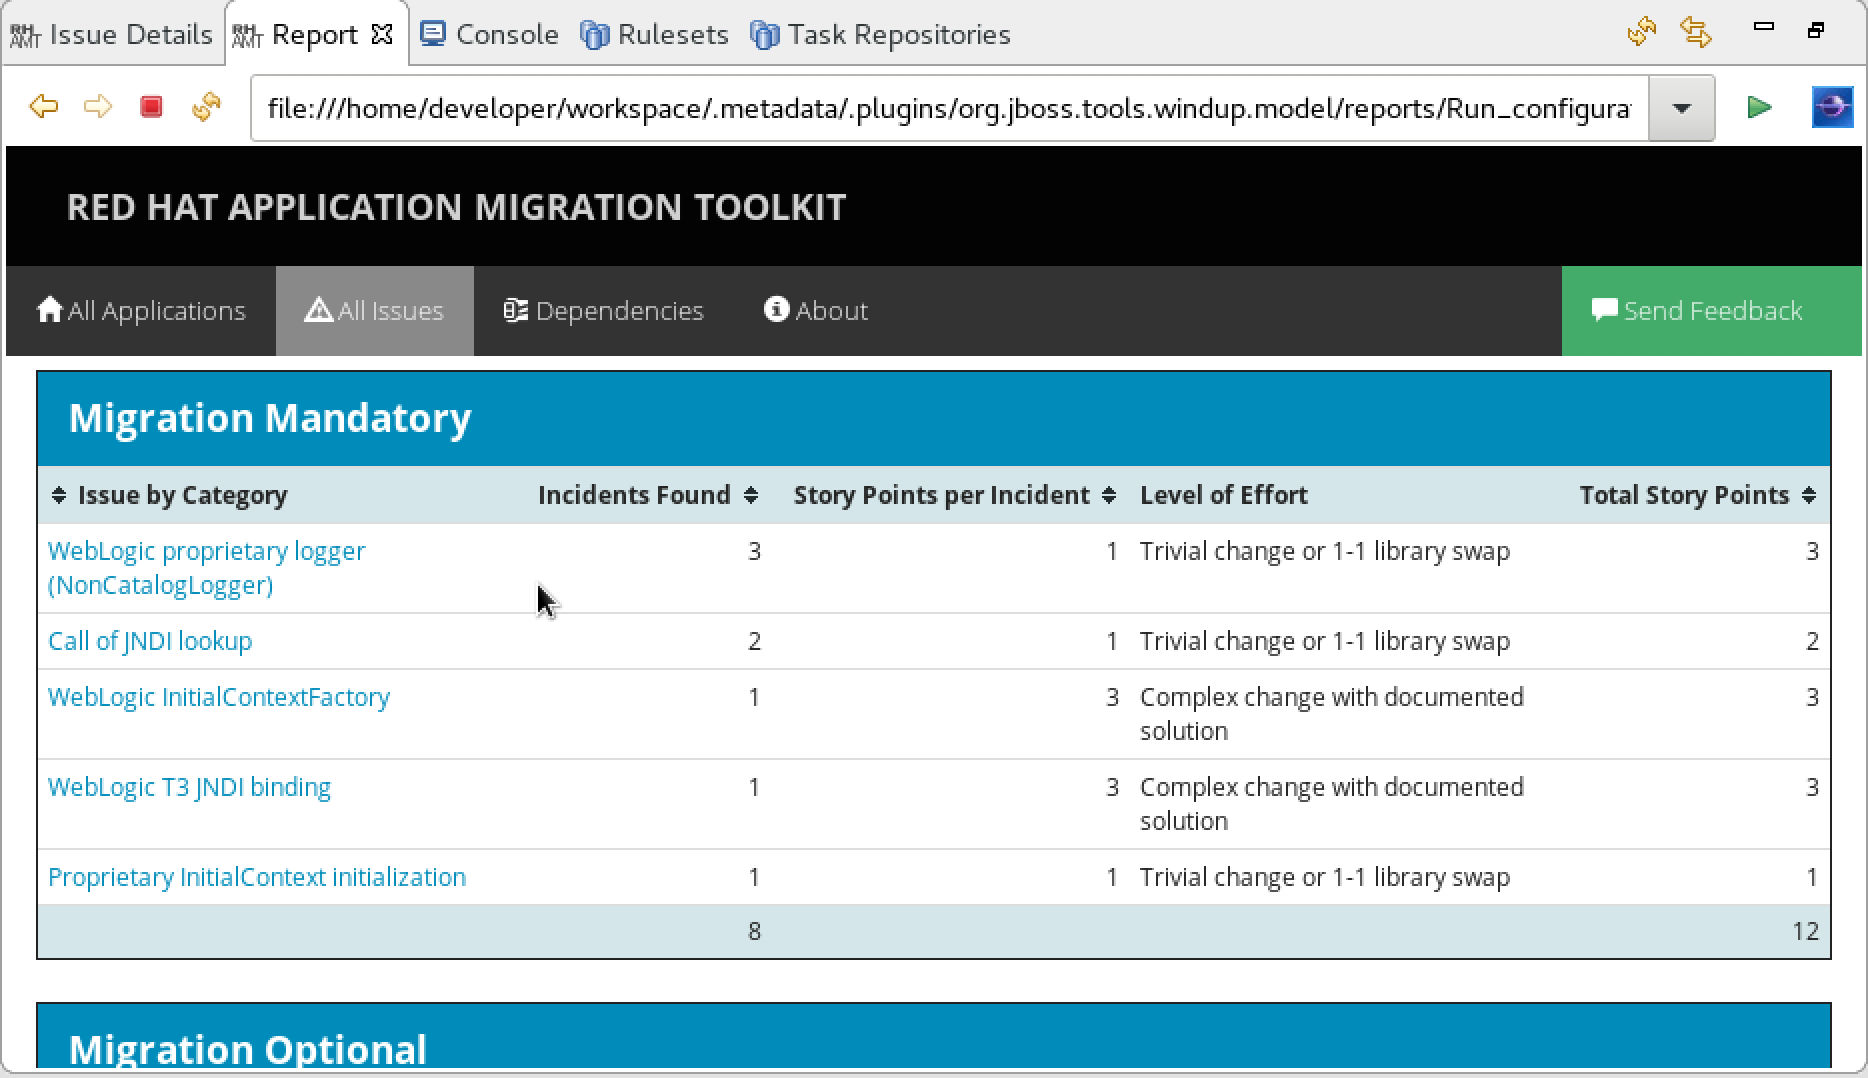 RHAMT Issue Details RHAMT Report Console Rulesets Task Repositories
file:///home/developer/workspace/.metadata/.plugins/org.jboss.tools.windup.model/reports/Run_configura
RED HAT APPLICATION MIGRATION TOOLKIT
All Applications All Issues Dependencies About Send Feedback
Migration Mandatory
Issue by Category Incidents Found Story Points per Incident Level of Effort Total Story Points
WebLogic proprietary logger 3 1 Trivial change or 1-1 library swap 3
(NonCatalogLogger)
Call of JNDI lookup 2 1 Trivial change or 1-1 library swap 2
WebLogic InitialContextFactory 1 3 Complex change with documented 3
solution
WebLogic T3 JNDI binding 1 3 Complex change with documented 3
solution
Proprietary InitialContext initialization 1 1 Trivial change or 1-1 library swap 1
8 12
Migration Optional